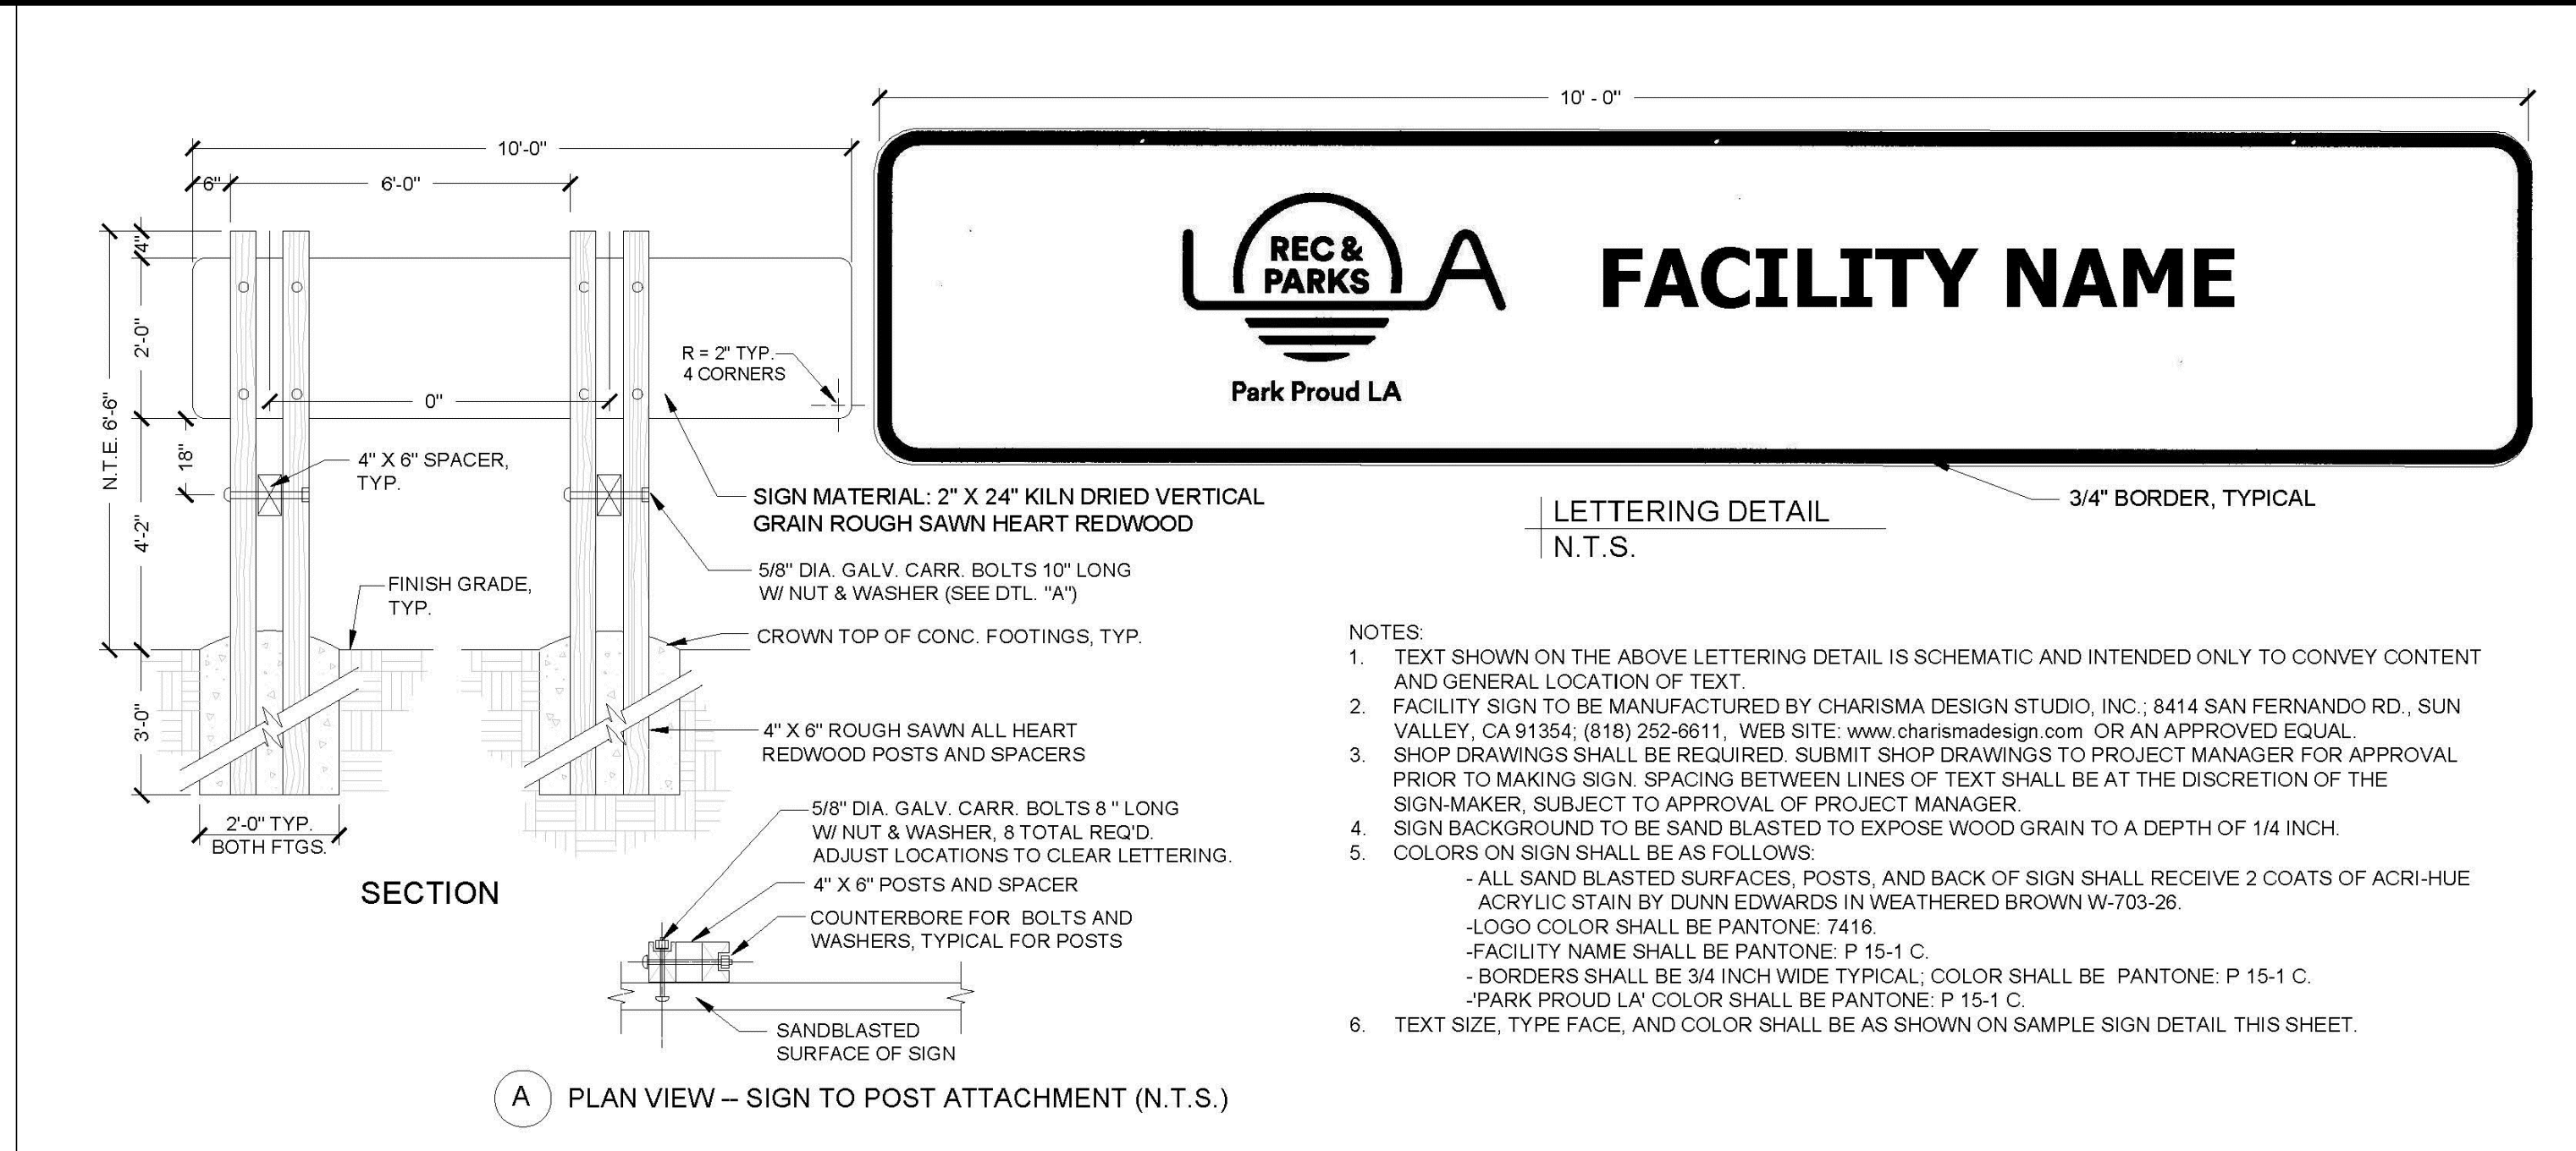 10'-0"
6"
6'-0"
4"
2'-0"
N.T.E. 6'-6"
18"
4'-2"
3'-0"
0"
R = 2" TYP.
4 CORNERS
4" X 6" SPACER,
TYP.
FINISH GRADE,
TYP.
SIGN MATERIAL: 2" X 24" KILN DRIED VERTICAL
GRAIN ROUGH SAWN HEART REDWOOD
5/8" DIA. GALV. CARR. BOLTS 10" LONG
W/ NUT & WASHER (SEE DTL. "A")
CROWN TOP OF CONC. FOOTINGS, TYP.
4" X 6" ROUGH SAWN ALL HEART
REDWOOD POSTS AND SPACERS
2'-0" TYP.
BOTH FTGS.
SECTION
5/8" DIA. GALV. CARR. BOLTS 8 " LONG
W/ NUT & WASHER, 8 TOTAL REQ'D.
ADJUST LOCATIONS TO CLEAR LETTERING.
4" X 6" POSTS AND SPACER
COUNTERBORE FOR BOLTS AND
WASHERS, TYPICAL FOR POSTS
SANDBLASTED
SURFACE OF SIGN
A PLAN VIEW -- SIGN TO POST ATTACHMENT (N.T.S.)
10' - 0"
L A
REC &
PARKS
Park Proud LA
FACILITY NAME
3/4" BORDER, TYPICAL
LETTERING DETAIL
N.T.S.
NOTES:
1. TEXT SHOWN ON THE ABOVE LETTERING DETAIL IS SCHEMATIC AND INTENDED ONLY TO CONVEY CONTENT
AND GENERAL LOCATION OF TEXT.
2. FACILITY SIGN TO BE MANUFACTURED BY CHARISMA DESIGN STUDIO, INC.; 8414 SAN FERNANDO RD., SUN
VALLEY, CA 91354; (818) 252-6611, WEB SITE: www.charismadesign.com OR AN APPROVED EQUAL.
3. SHOP DRAWINGS SHALL BE REQUIRED. SUBMIT SHOP DRAWINGS TO PROJECT MANAGER FOR APPROVAL
PRIOR TO MAKING SIGN. SPACING BETWEEN LINES OF TEXT SHALL BE AT THE DISCRETION OF THE
SIGN-MAKER, SUBJECT TO APPROVAL OF PROJECT MANAGER.
4. SIGN BACKGROUND TO BE SAND BLASTED TO EXPOSE WOOD GRAIN TO A DEPTH OF 1/4 INCH.
5. COLORS ON SIGN SHALL BE AS FOLLOWS:
- ALL SAND BLASTED SURFACES, POSTS, AND BACK OF SIGN SHALL RECEIVE 2 COATS OF ACRI-HUE
ACRYLIC STAIN BY DUNN EDWARDS IN WEATHERED BROWN W-703-26.
-LOGO COLOR SHALL BE PANTONE: 7416.
-FACILITY NAME SHALL BE PANTONE: P 15-1 C.
- BORDERS SHALL BE 3/4 INCH WIDE TYPICAL; COLOR SHALL BE PANTONE: P 15-1 C.
-'PARK PROUD LA' COLOR SHALL BE PANTONE: P 15-1 C.
6. TEXT SIZE, TYPE FACE, AND COLOR SHALL BE AS SHOWN ON SAMPLE SIGN DETAIL THIS SHEET.